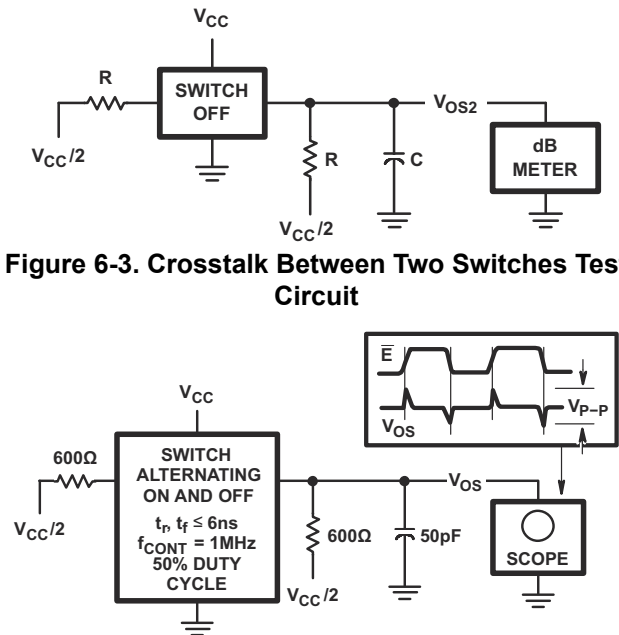 V_CC
R
SWITCH
OFF
V_CC/2
R
V_CC/2
C
V_OS2
dB
METER
Figure 6-3. Crosstalk Between Two Switches Tes
Circuit
E̅
V_OS
V_P−P
V_CC
600Ω
V_CC/2
SWITCH
ALTERNATING
ON AND OFF
t_r, t_f ≤ 6ns
f_CONT = 1MHz
50% DUTY
CYCLE
600Ω
V_CC/2
50pF
V_OS
SCOPE